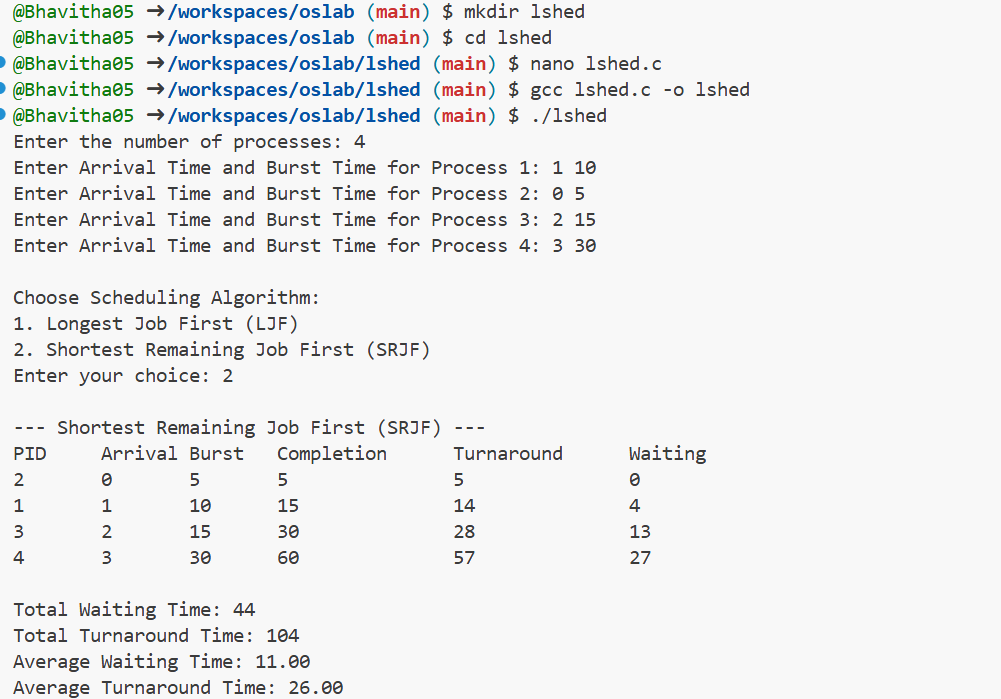 @Bhavitha05 ➜/workspaces/oslab (main) $ mkdir lshed
@Bhavitha05 ➜/workspaces/oslab (main) $ cd lshed
@Bhavitha05 ➜/workspaces/oslab/lshed (main) $ nano lshed.c
@Bhavitha05 ➜/workspaces/oslab/lshed (main) $ gcc lshed.c -o lshed
@Bhavitha05 ➜/workspaces/oslab/lshed (main) $ ./lshed
Enter the number of processes: 4
Enter Arrival Time and Burst Time for Process 1: 1 10
Enter Arrival Time and Burst Time for Process 2: 0 5
Enter Arrival Time and Burst Time for Process 3: 2 15
Enter Arrival Time and Burst Time for Process 4: 3 30
Choose Scheduling Algorithm:
1. Longest Job First (LJF)
2. Shortest Remaining Job First (SRJF)
Enter your choice: 2
--- Shortest Remaining Job First (SRJF) ---
PID Arrival Burst Completion Turnaround Waiting
2 0 5 5 5 0
1 1 10 15 14 4
3 2 15 30 28 13
4 3 30 60 57 27
Total Waiting Time: 44
Total Turnaround Time: 104
Average Waiting Time: 11.00
Average Turnaround Time: 26.00